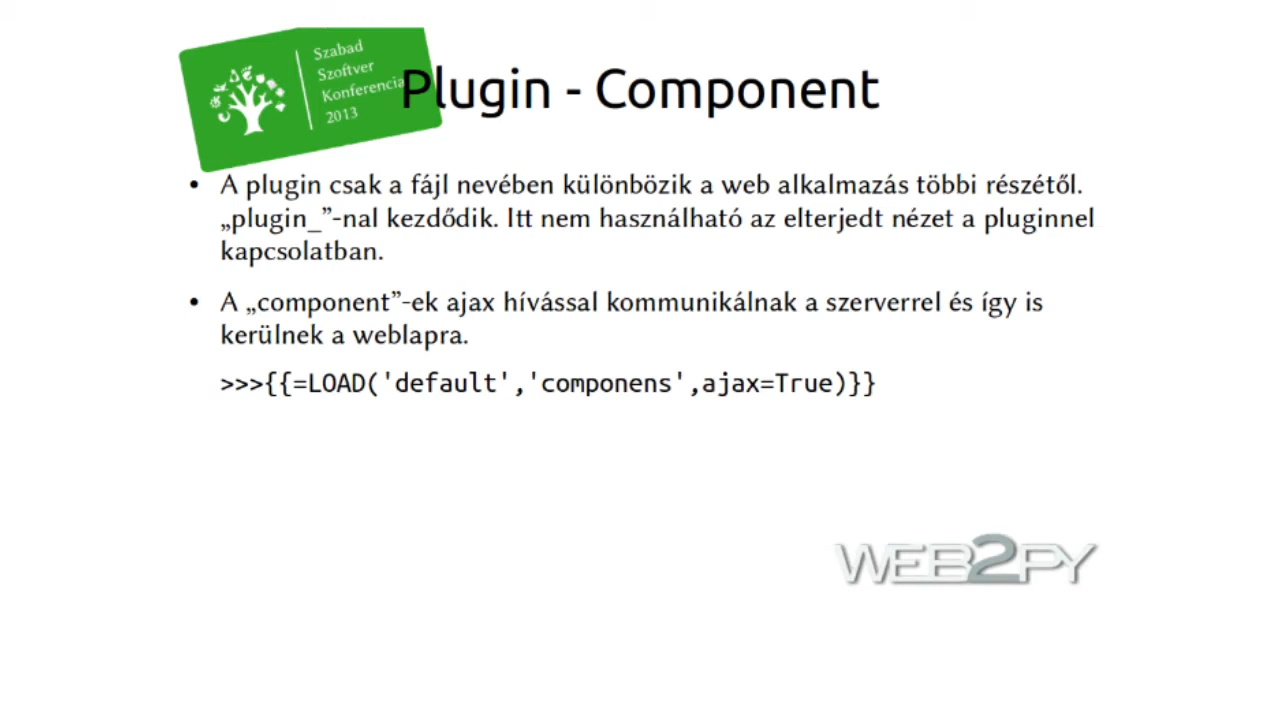 Szabad
Szoftver
Konferencia
2013
Plugin - Component
• A plugin csak a fájl nevében különbözik a web alkalmazás többi részétől.
„plugin_”-nal kezdődik. Itt nem használható az elterjedt nézet a pluginnel
kapcsolatban.
• A „component”-ek ajax hívással kommunikálnak a szerverrel és így is
kerülnek a weblapra.
>>>{{=LOAD('default','componens',ajax=True)}}
WEB2PY